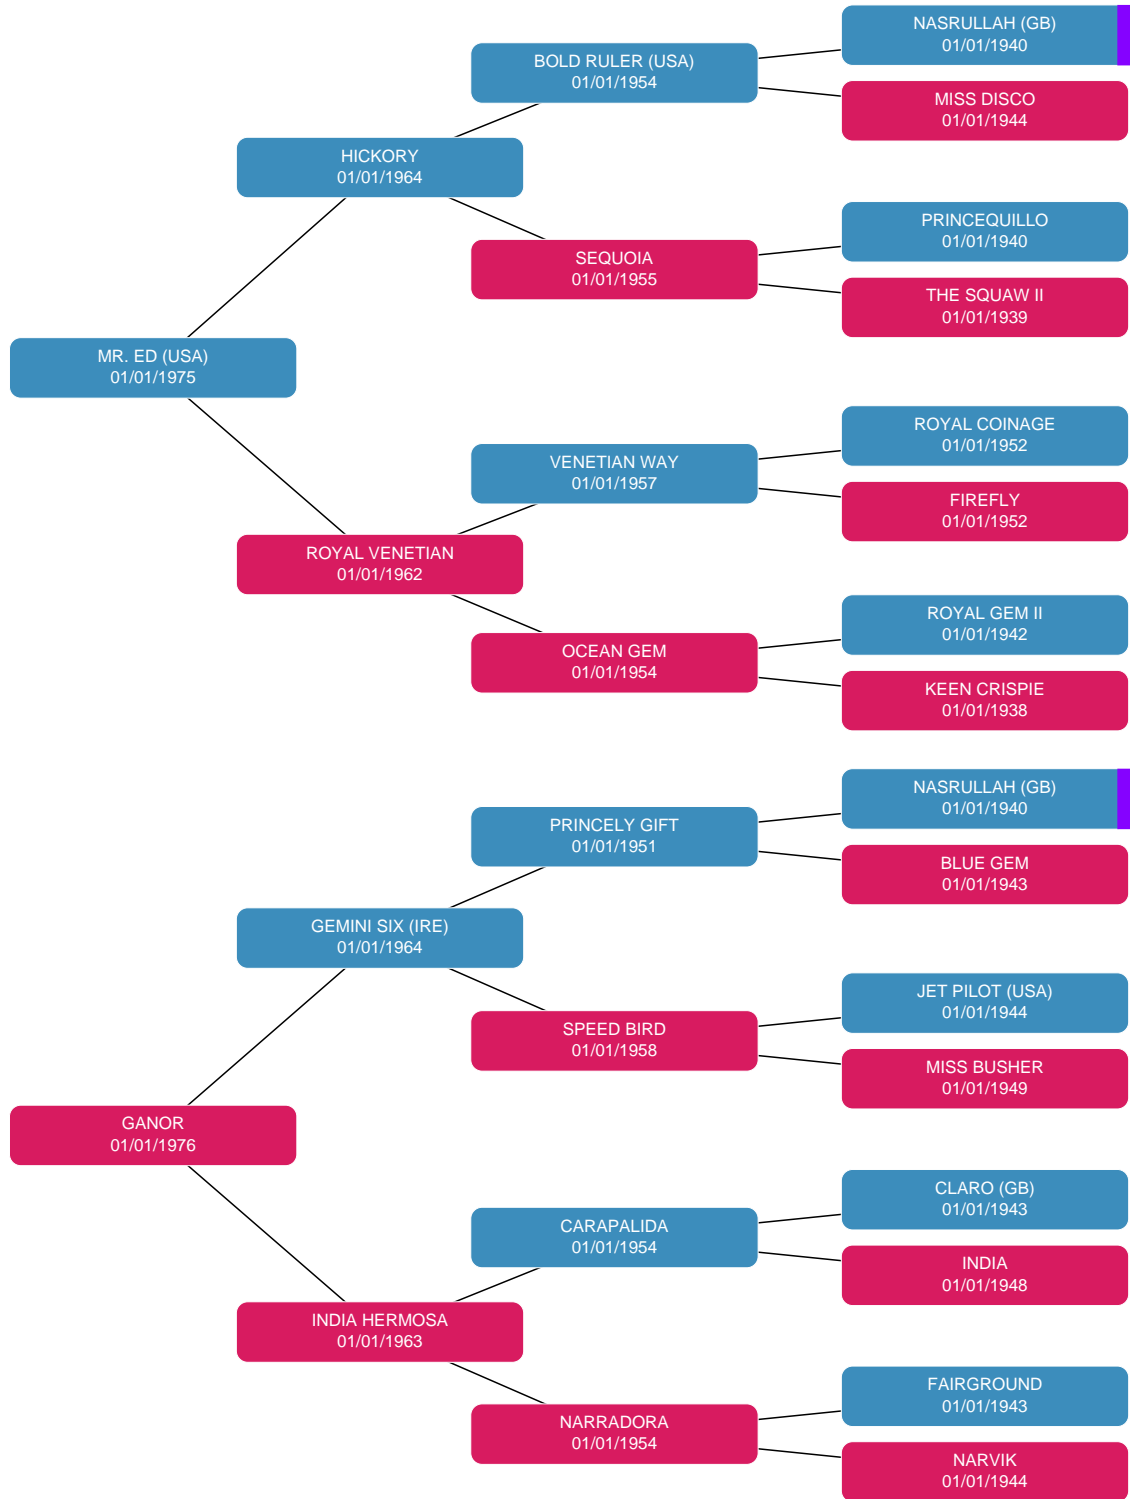 NASRULLAH (GB)
01/01/1940
BOLD RULER (USA)
01/01/1954
MISS DISCO
01/01/1944
HICKORY
01/01/1964
PRINCEQUILLO
01/01/1940
SEQUOIA
01/01/1955
THE SQUAW II
01/01/1939
MR. ED (USA)
01/01/1975
ROYAL COINAGE
01/01/1952
VENETIAN WAY
01/01/1957
FIREFLY
01/01/1952
ROYAL VENETIAN
01/01/1962
ROYAL GEM II
01/01/1942
OCEAN GEM
01/01/1954
KEEN CRISPIE
01/01/1938
NASRULLAH (GB)
01/01/1940
PRINCELY GIFT
01/01/1951
BLUE GEM
01/01/1943
GEMINI SIX (IRE)
01/01/1964
JET PILOT (USA)
01/01/1944
SPEED BIRD
01/01/1958
MISS BUSHER
01/01/1949
GANOR
01/01/1976
CLARO (GB)
01/01/1943
CARAPALIDA
01/01/1954
INDIA
01/01/1948
INDIA HERMOSA
01/01/1963
FAIRGROUND
01/01/1943
NARRADORA
01/01/1954
NARVIK
01/01/1944